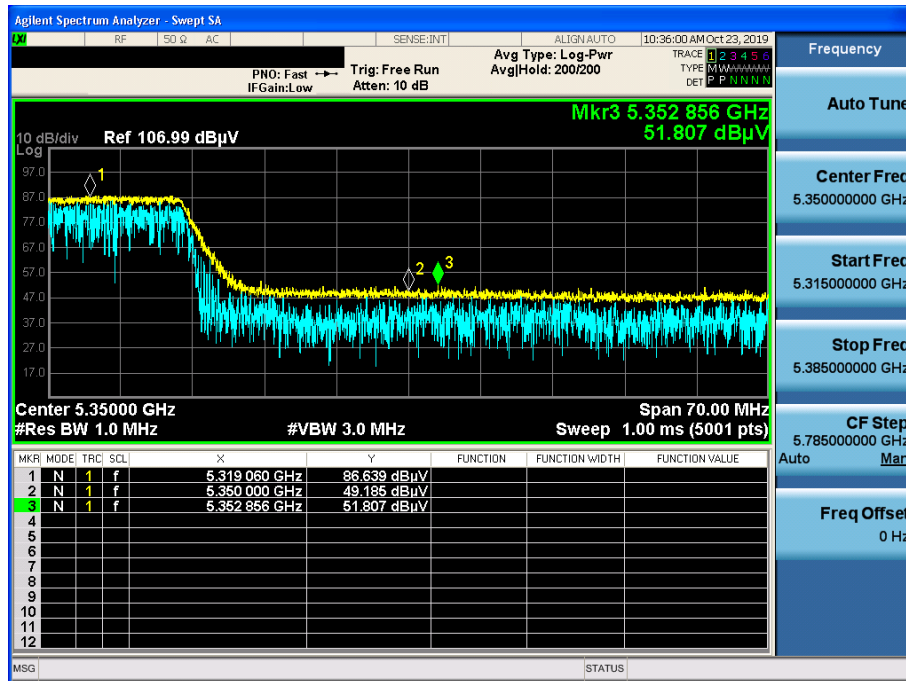 Agilent Spectrum Analyzer - Swept SA
LXI RF 50 Ω AC SENSE:INT ALIGN AUTO 10:36:00 AM Oct 23, 2019
PNO: Fast Trig: Free Run Avg Type: Log-Pwr TRACE 1 2 3 4 5 6
IFGain:Low Atten: 10 dB Avg|Hold: 200/200 TYPE MWWWWW
DET P P N N N N
Mkr3 5.352 856 GHz
51.807 dBµV
10 dB/div Ref 106.99 dBµV
Log
97.0
87.0
77.0
67.0
57.0
47.0
37.0
27.0
17.0
1
2
3
Center 5.35000 GHz Span 70.00 MHz
#Res BW 1.0 MHz #VBW 3.0 MHz Sweep 1.00 ms (5001 pts)
MKR MODE TRC SCL X Y FUNCTION FUNCTION WIDTH FUNCTION VALUE
1 N 1 f 5.319 060 GHz 86.639 dBµV
2 N 1 f 5.350 000 GHz 49.185 dBµV
3 N 1 f 5.352 856 GHz 51.807 dBµV
4
5
6
7
8
9
10
11
12
MSG STATUS
Frequency
Auto Tune
Center Freq
5.350000000 GHz
Start Freq
5.315000000 GHz
Stop Freq
5.385000000 GHz
CF Step
5.785000000 GHz
Auto Man
Freq Offset
0 Hz